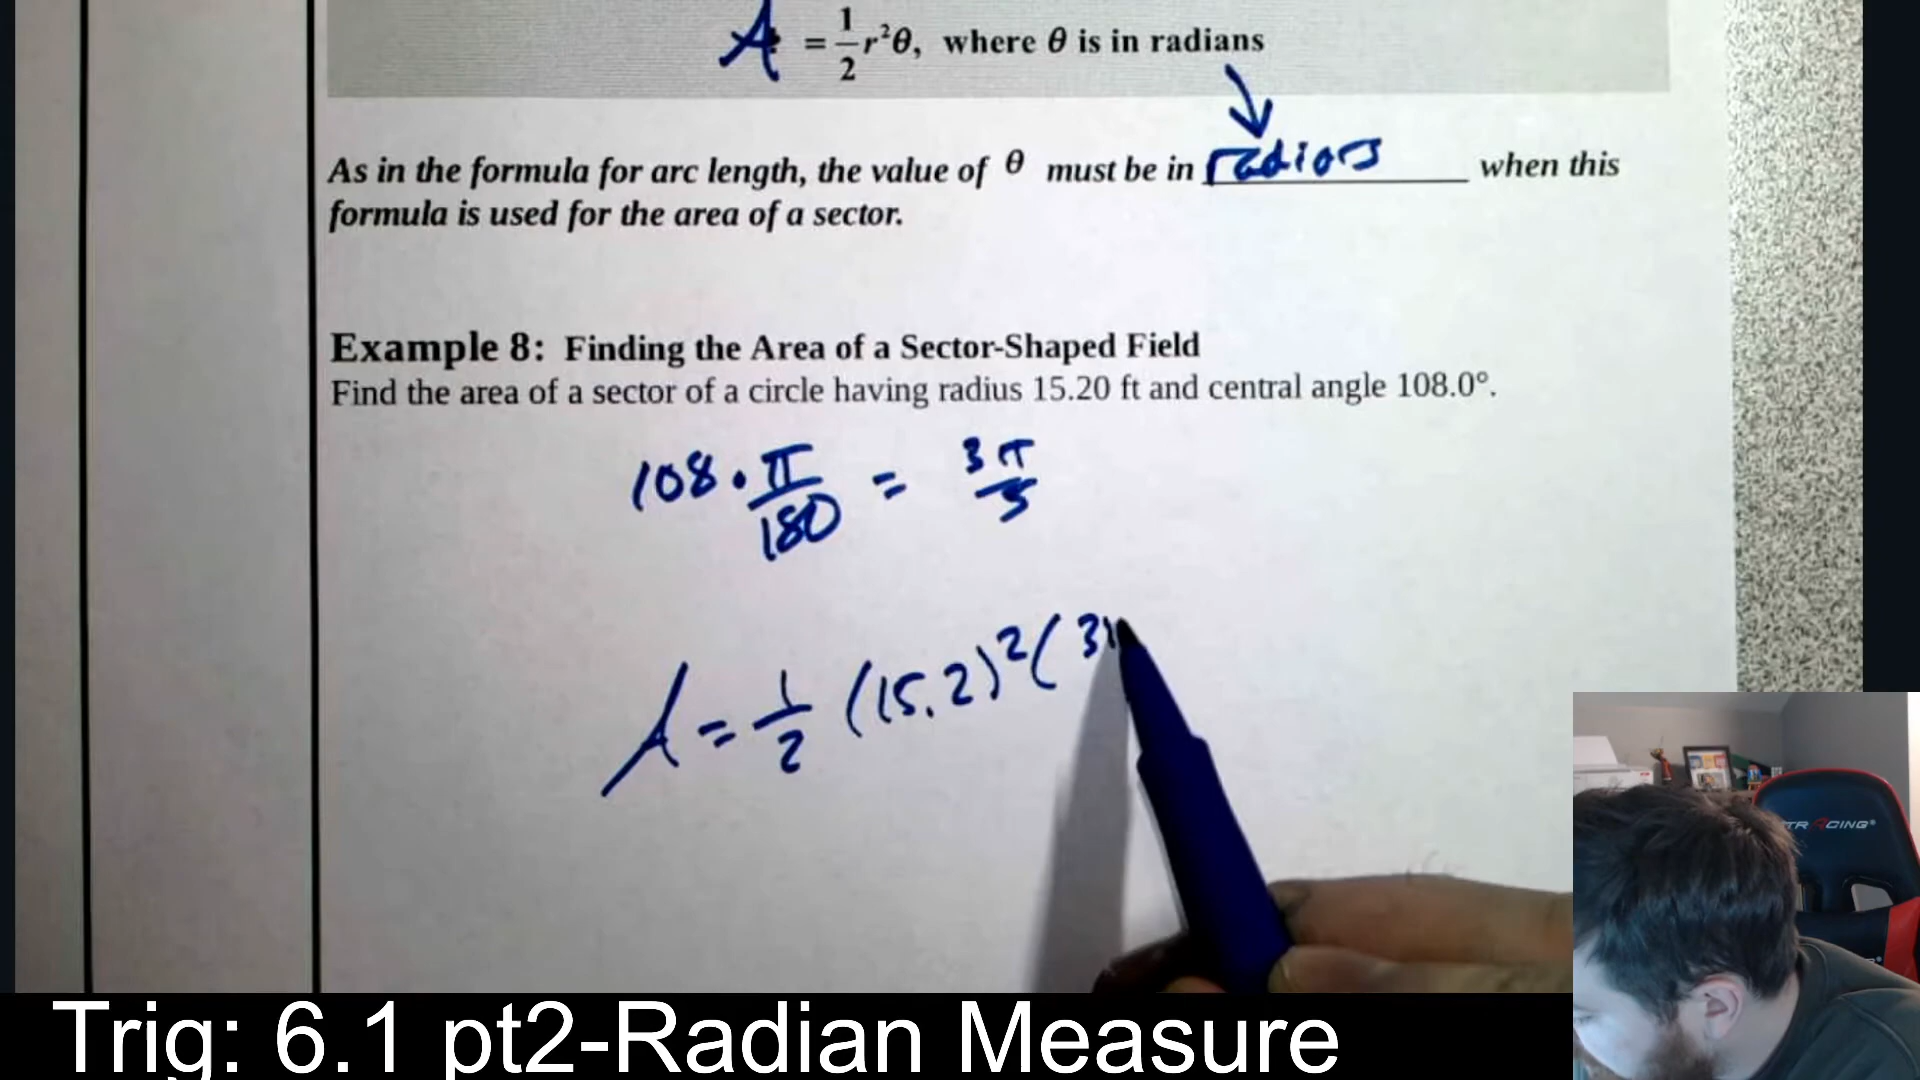 A = 1/2 r²θ, where θ is in radians
As in the formula for arc length, the value of θ must be in radians when this
formula is used for the area of a sector.
Example 8: Finding the Area of a Sector-Shaped Field
Find the area of a sector of a circle having radius 15.20 ft and central angle 108.0°.
108 · π/180 = 3π/5
A = 1/2 (15.2)² (3
Trig: 6.1 pt2-Radian Measure